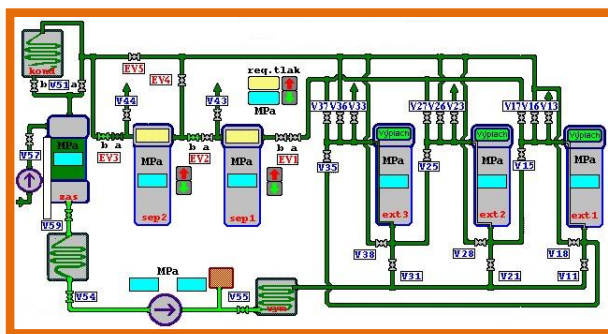 kond
b V51 a
EV5
EV4
req.tlak
MPa
V44
V43
V37 V36 V33
V27 V26 V23
V17 V16 V13
b a
EV3
b a
EV2
b a
EV1
V57
MPa
zas
V59
MPa
sep2
MPa
sep1
V35
Výplach
MPa
ext3
V25
Výplach
MPa
ext2
V15
Výplach
MPa
ext1
V38
V31
V28
V21
V18
V11
MPa
V54
V55
vym